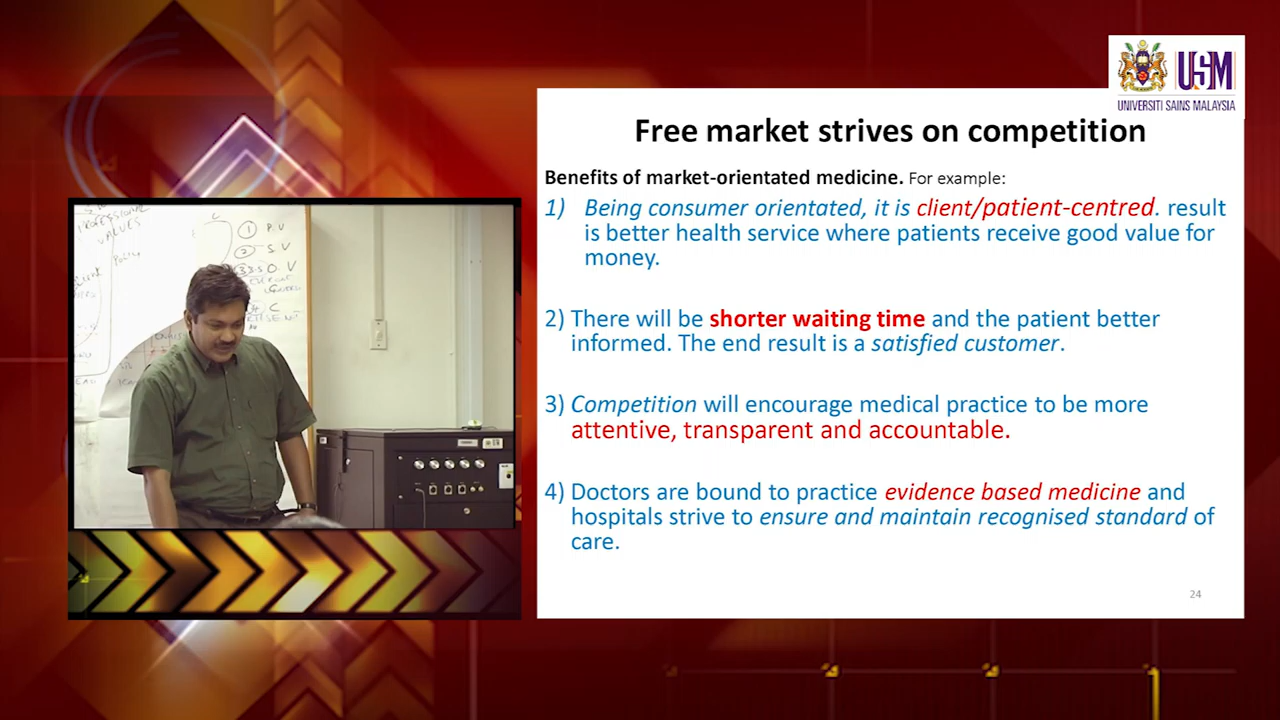 USM
UNIVERSITI SAINS MALAYSIA
Free market strives on competition
Benefits of market-orientated medicine. For example:
1) Being consumer orientated, it is client/patient-centred. result
is better health service where patients receive good value for
money.
2) There will be shorter waiting time and the patient better
informed. The end result is a satisfied customer.
3) Competition will encourage medical practice to be more
attentive, transparent and accountable.
4) Doctors are bound to practice evidence based medicine and
hospitals strive to ensure and maintain recognised standard of
care.
24
VALUES
1 P.V
2 S V